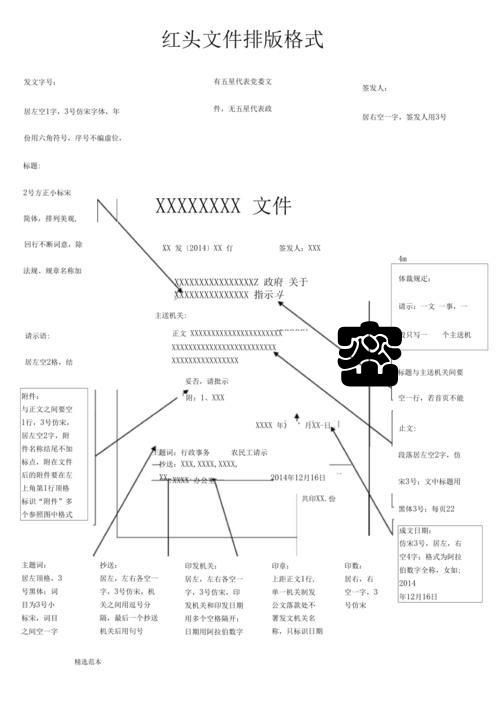 红头文件排版格式
发文字号:
居左空1字，3号仿宋字体、年
份用六角符号，序号不编虚位,
有五星代表党委文
件，无五星代表政
签发人:
居右空一字，签发人用3号
标题:
2号方正小标宋
简体，排列美观,
回行不断词意，除
法规、规章名称加
XXXXXXXX 文件
XX 发〔2014〕XX 仃
签发人: XXX
XXXXXXXXXXXXXXXXZ 政府 关于
XXXXXXXXXXXXXXX 指示
4m
体裁规定:
请示: 一文 一事，一
般只写一 个主送机
主送机关:
正文 XXXXXXXXXXXXXXXXXXXXXXX
XXXXXXXXXXXXXXXXXXXXXXXXXX
XXXXXXXXXXXXXXXX
请示语:
居左空2格，结
妥否，请批示
附: 1、XXX
标题与主送机关间要
空一行，若首页不能
附件:
与正文之间要空
1行，3号仿宋,
居左空2字，附
件名称结尾不加
标点，附在文件
后的附件要在左
上角第1行顶格
标识“附件”多
个参照图中格式
XXXX 年 月XX-日
止文:
段落居左空2字，仿
宋3号; 文中标题用
黑体3号; 每页22
主题词: 行政事务 农民工请示
抄送: XXX, XXXX, XXXX,
XX XXXX 办公室
2014年12月16日
共印XX.份
成文日期:
仿宋3号，居左，右
空4字; 格式为阿拉
伯数字全称，女如:
2014
年12月16日
主题词:
居左顶格，3
号黑体; 词
目为3号小
标宋，词目
之间空一字
抄送:
居左，左右各空一
字，3号仿宋，机
关之间用逗号分
隔，最后一个抄送
机关后用句号
印发机关:
居左，左右各空一
字，3号仿宋，印
发机关和印发日期
用多个空格隔开;
日期用阿拉伯数字
印章:
上距正文1行,
单一机关制发
公文落款处不
署发文机关名
称，只标识日期
印数:
居右，右
空一字，3
号仿宋
精选范本